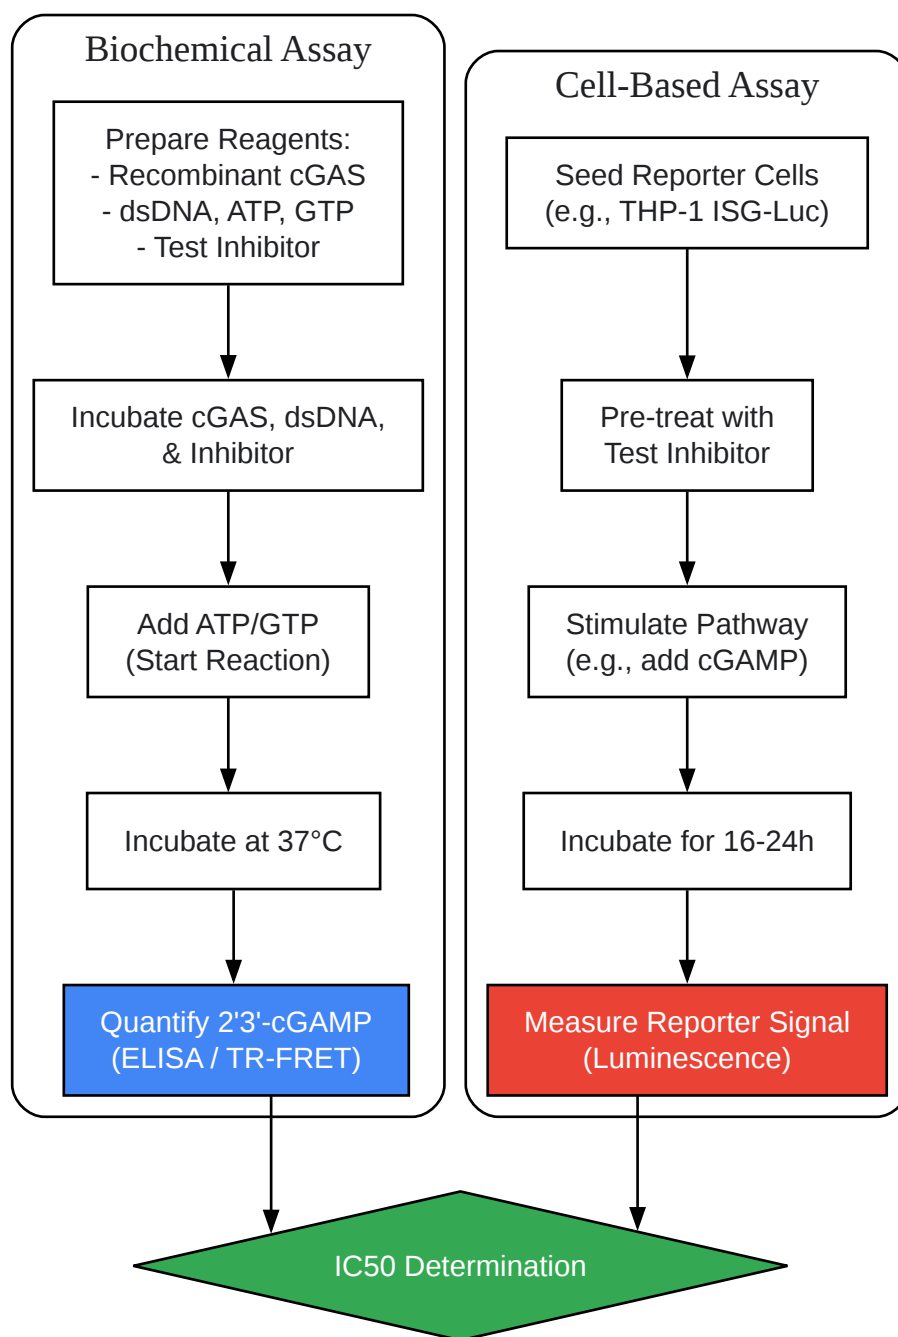 Biochemical Assay
Prepare Reagents:
- Recombinant cGAS
- dsDNA, ATP, GTP
- Test Inhibitor
Incubate cGAS, dsDNA,
& Inhibitor
Add ATP/GTP
(Start Reaction)
Incubate at 37°C
Quantify 2'3'-cGAMP
(ELISA / TR-FRET)
Cell-Based Assay
Seed Reporter Cells
(e.g., THP-1 ISG-Luc)
Pre-treat with
Test Inhibitor
Stimulate Pathway
(e.g., add cGAMP)
Incubate for 16-24h
Measure Reporter Signal
(Luminescence)
IC50 Determination